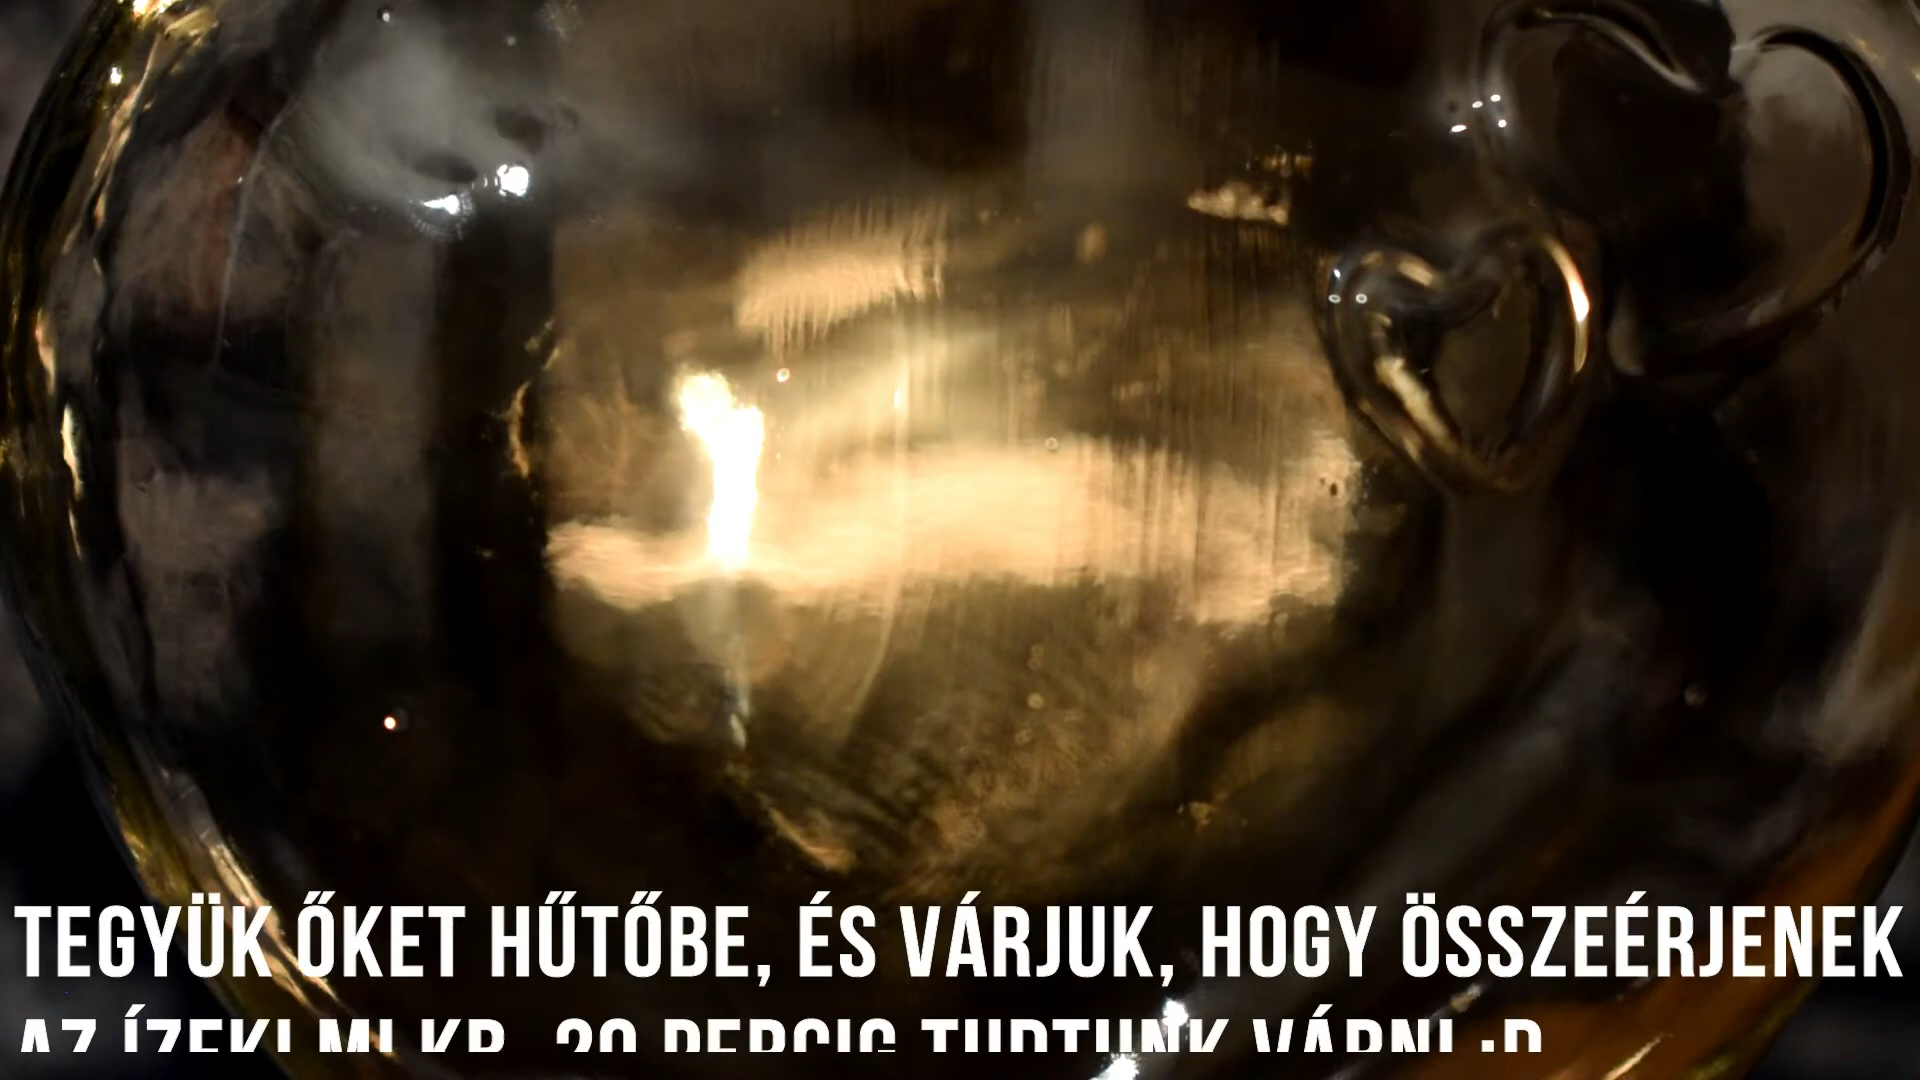 TEGYÜK ŐKET HŰTŐBE, ÉS VÁRJUK, HOGY ÖSSZEÉRJENEK
AZ ÍZEK! MI KB. 20 PERCIG TUDTUNK VÁRNI :D